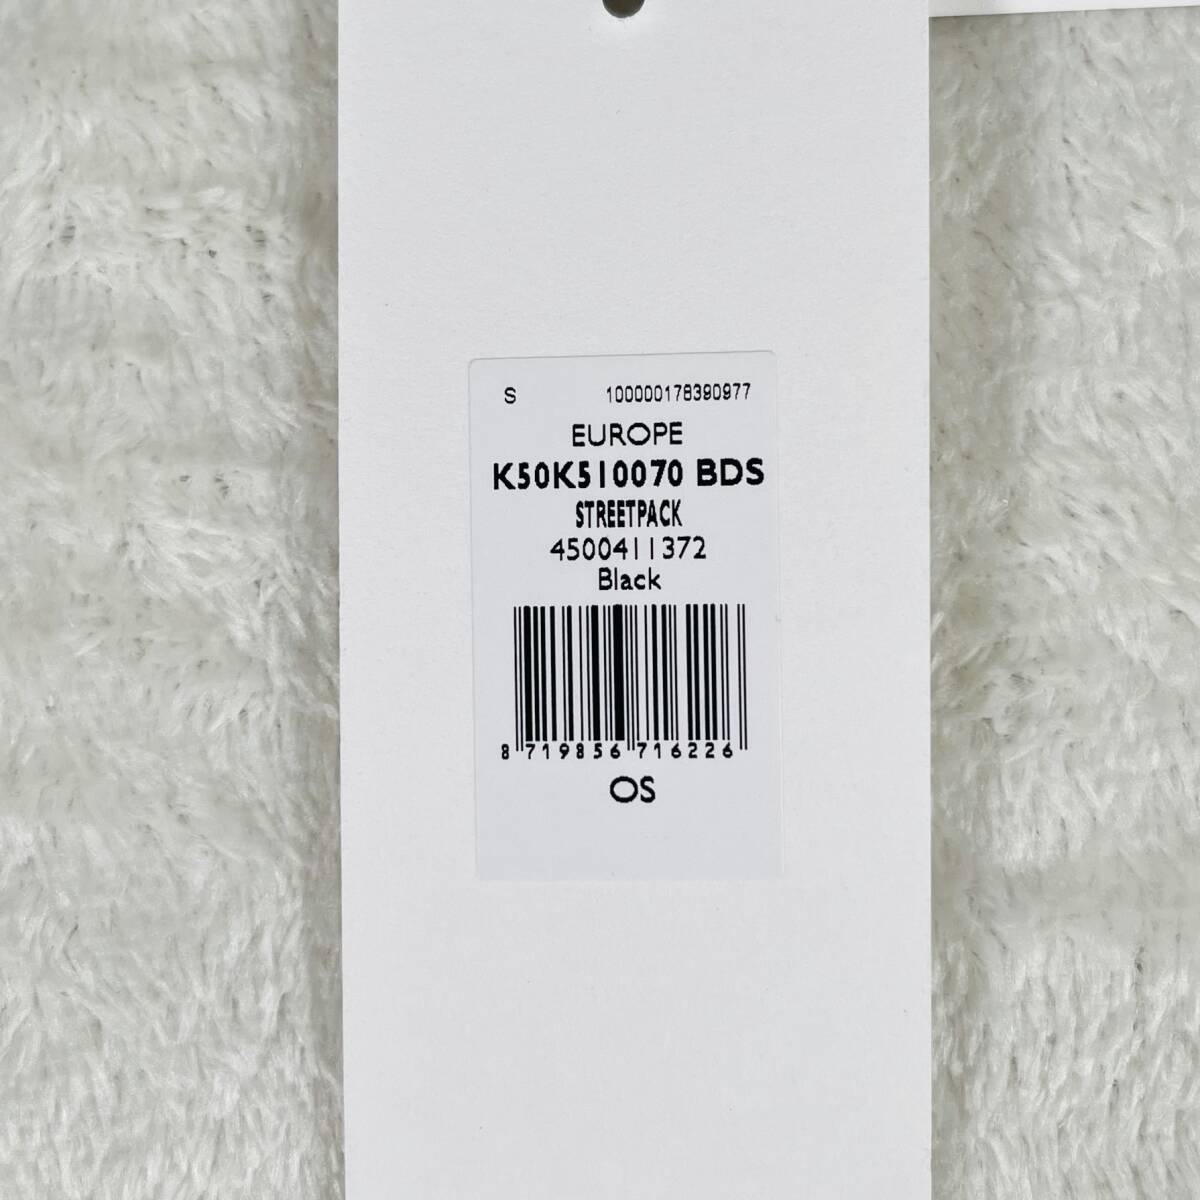 S 100000178390977
EUROPE
K50K510070 BDS
STREETPACK
4500411372
Black
8 719856 716226
OS